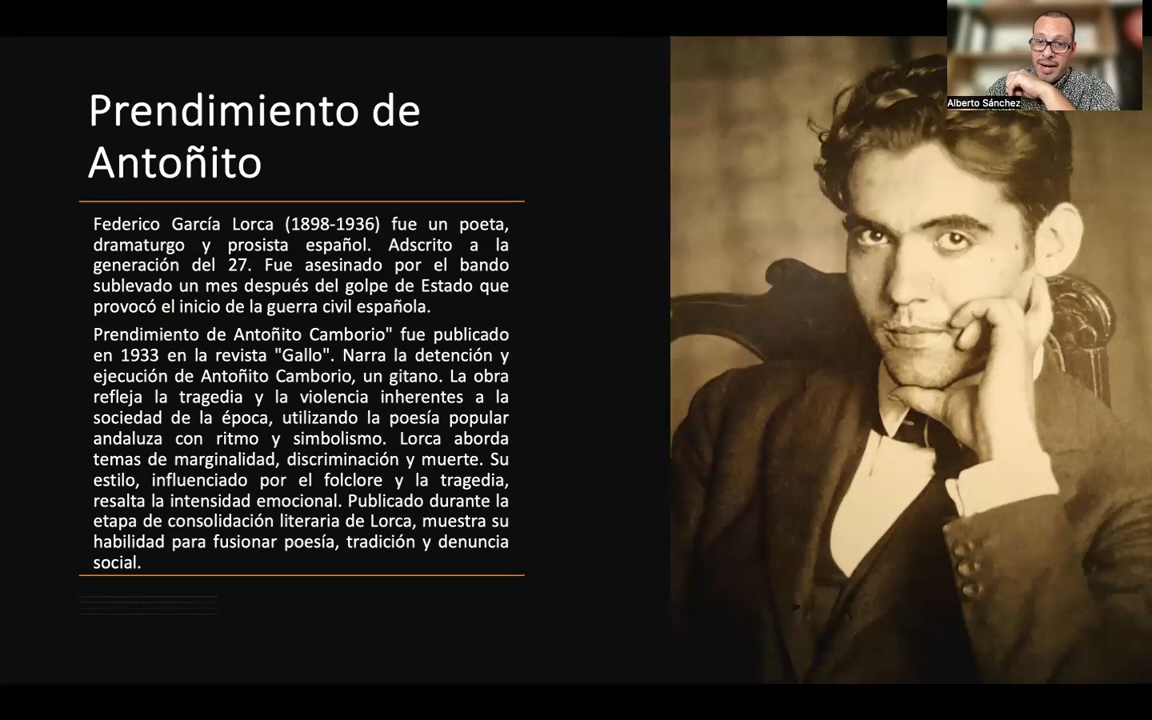 Prendimiento de
Antoñito
Federico García Lorca (1898-1936) fue un poeta,
dramaturgo y prosista español. Adscrito a la
generación del 27. Fue asesinado por el bando
sublevado un mes después del golpe de Estado que
provocó el inicio de la guerra civil española.
Prendimiento de Antoñito Camborio" fue publicado
en 1933 en la revista "Gallo". Narra la detención y
ejecución de Antoñito Camborio, un gitano. La obra
refleja la tragedia y la violencia inherentes a la
sociedad de la época, utilizando la poesía popular
andaluza con ritmo y simbolismo. Lorca aborda
temas de marginalidad, discriminación y muerte. Su
estilo, influenciado por el folclore y la tragedia,
resalta la intensidad emocional. Publicado durante la
etapa de consolidación literaria de Lorca, muestra su
habilidad para fusionar poesía, tradición y denuncia
social.
Alberto Sánchez